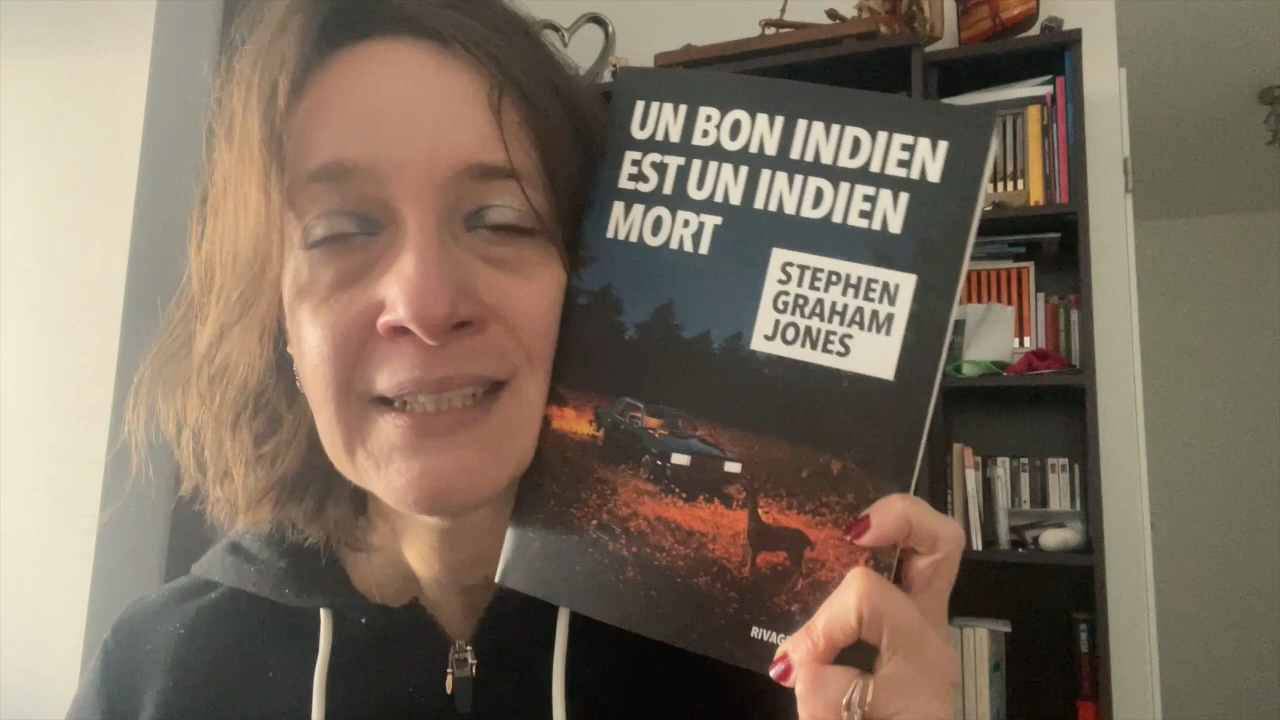 UN BON INDIEN
EST UN INDIEN
MORT
STEPHEN
GRAHAM
JONES